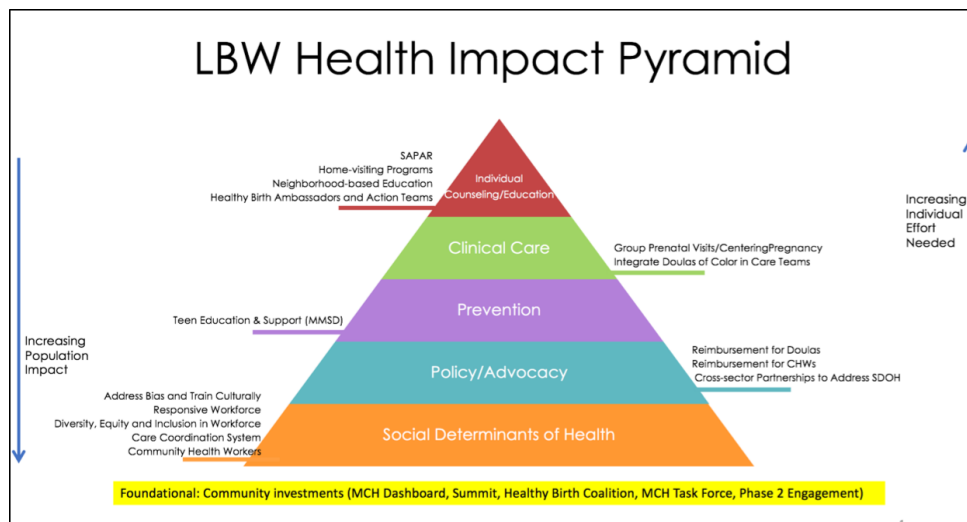 LBW Health Impact Pyramid
SAPAR
Home-visiting Programs
Neighborhood-based Education
Healthy Birth Ambassadors and Action Teams
Individual
Counseling/Education
Increasing
Individual
Effort
Needed
Clinical Care
Group Prenatal Visits/CenteringPregnancy
Integrate Doulas of Color in Care Teams
Prevention
Teen Education & Support (MMSD)
Increasing
Population
Impact
Policy/Advocacy
Reimbursement for Doulas
Reimbursement for CHWs
Cross-sector Partnerships to Address SDOH
Address Bias and Train Culturally
Responsive Workforce
Diversity, Equity and Inclusion in Workforce
Care Coordination System
Community Health Workers
Social Determinants of Health
Foundational: Community investments (MCH Dashboard, Summit, Healthy Birth Coalition, MCH Task Force, Phase 2 Engagement)